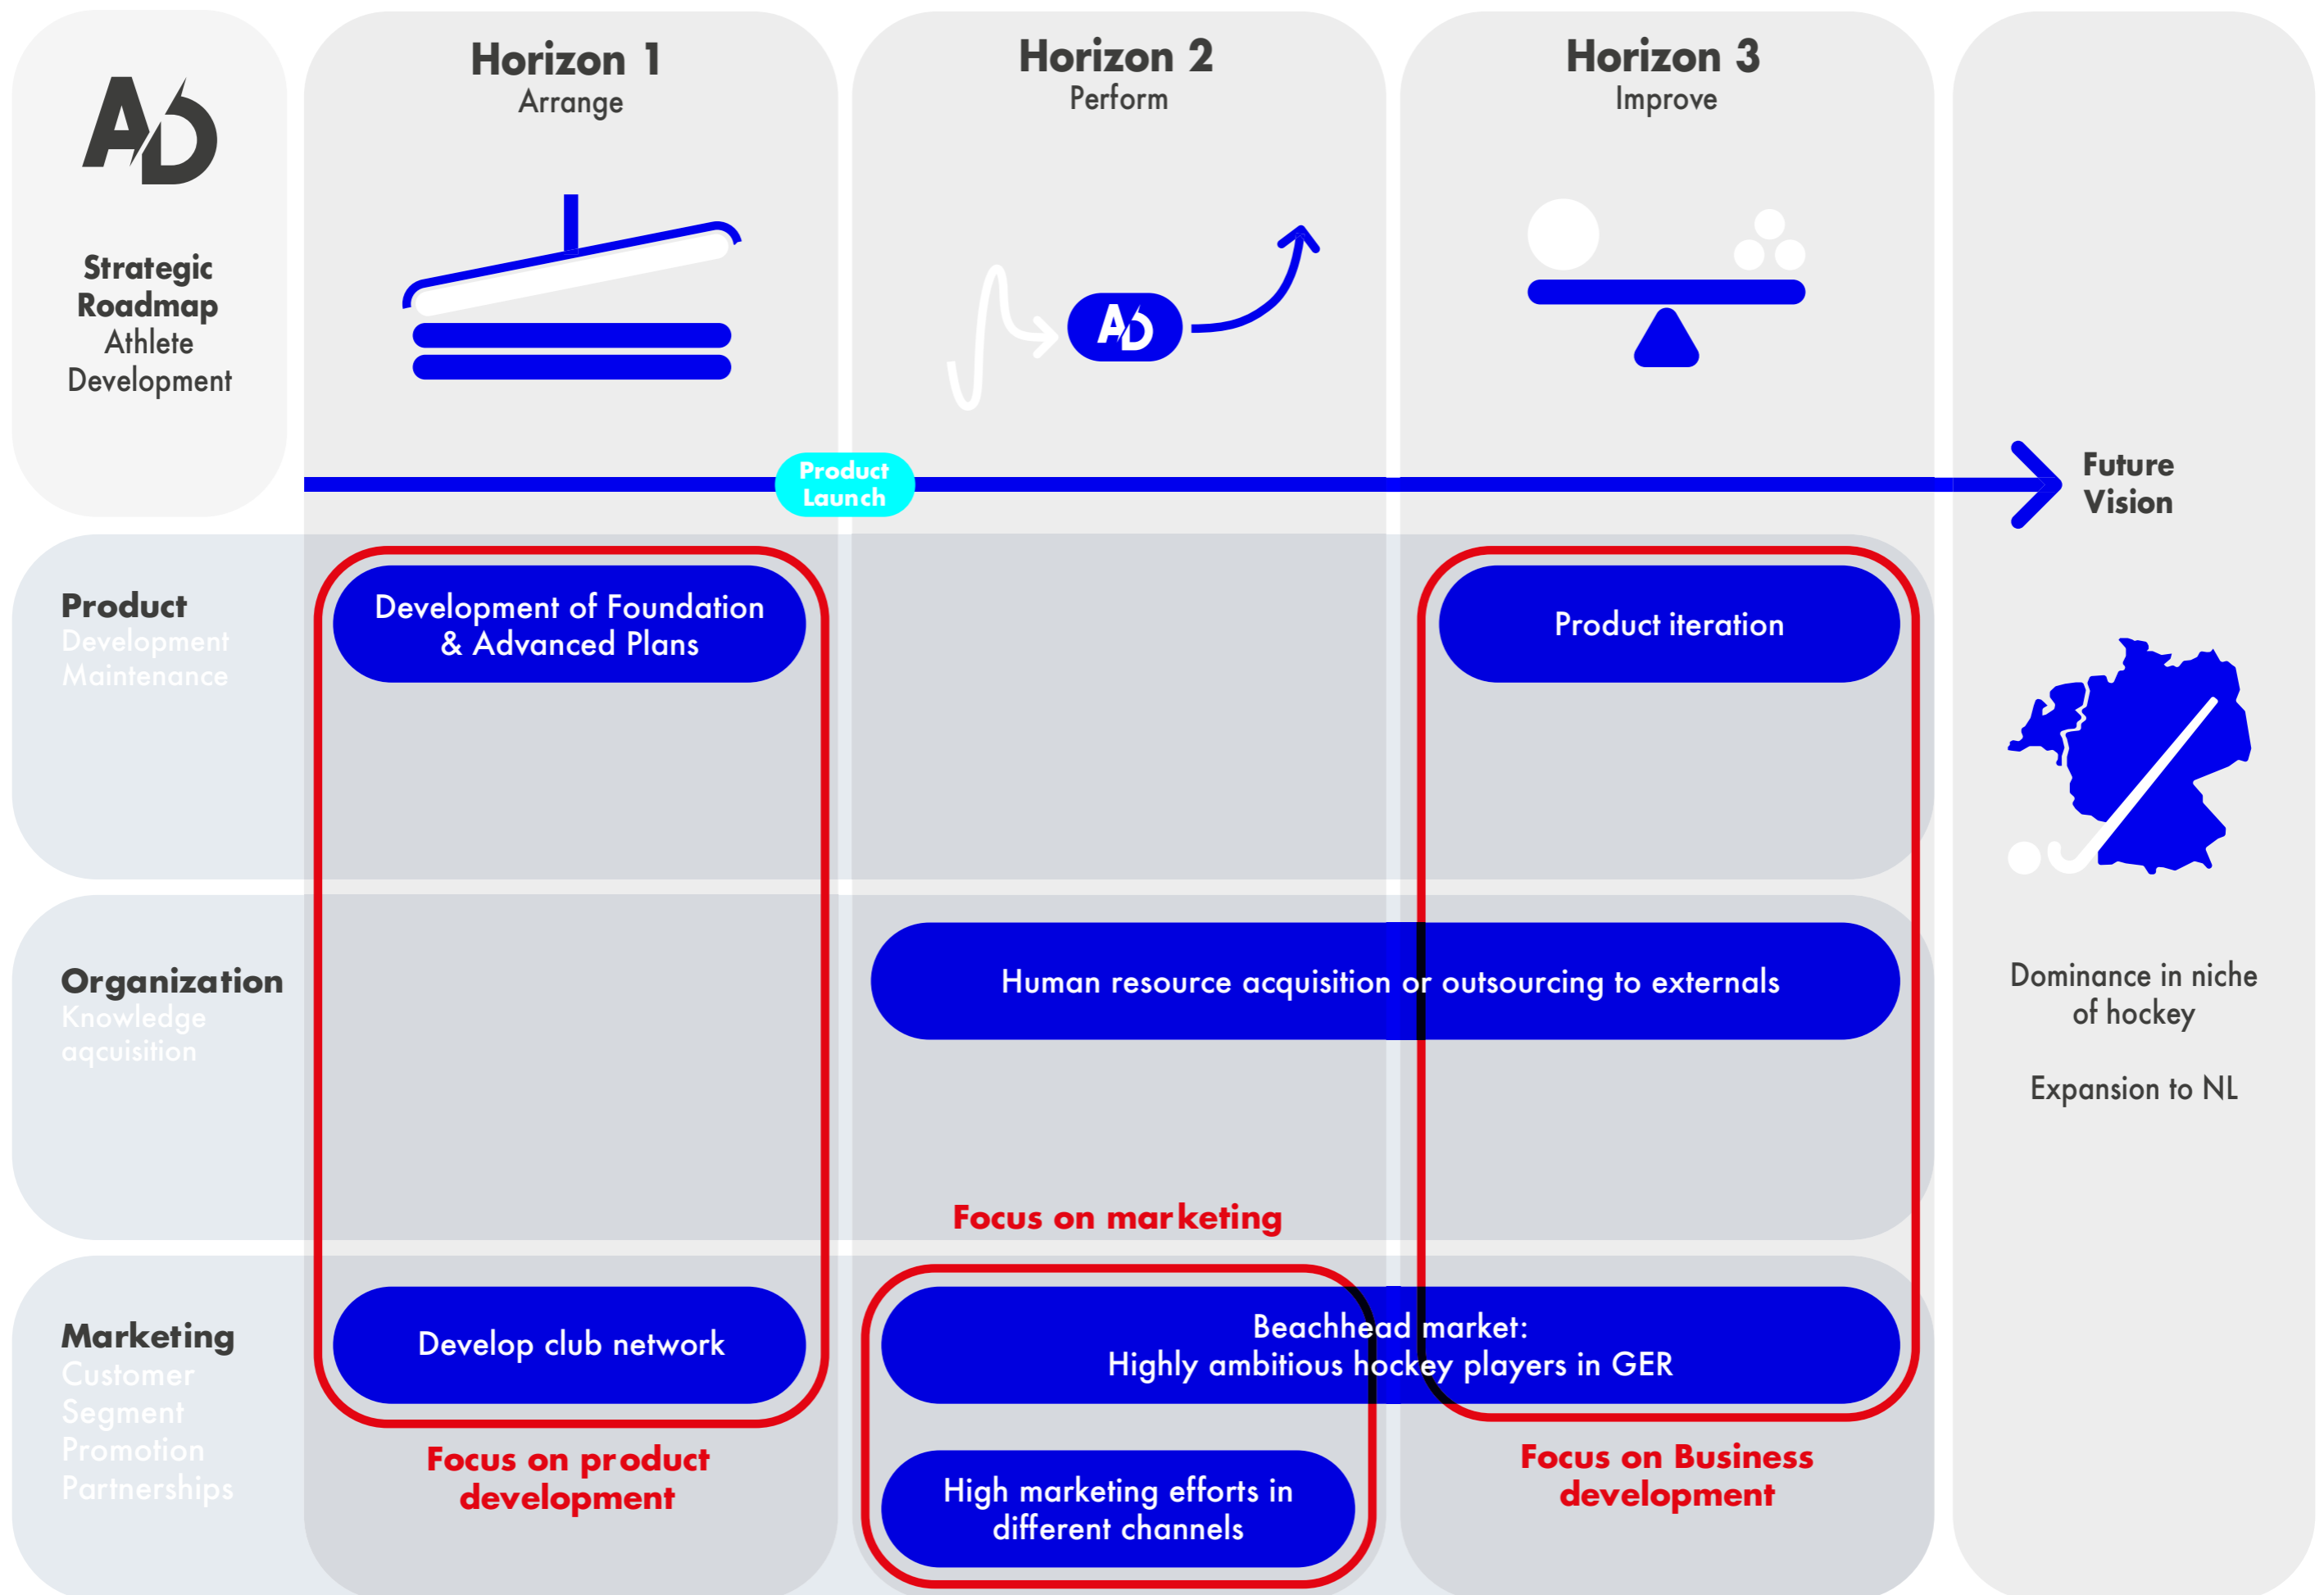 AD
Strategic
Roadmap
Athlete
Development
Horizon 1
Arrange
Horizon 2
Perform
AD
Horizon 3
Improve
Product
Launch
Future
Vision
Product
Development
Maintenance
Development of Foundation
& Advanced Plans
Product iteration
Organization
Knowledge
aqcuisition
Human resource acquisition or outsourcing to externals
Dominance in niche
of hockey
Expansion to NL
Focus on marketing
Marketing
Customer
Segment
Promotion
Partnerships
Develop club network
Beachhead market:
Highly ambitious hockey players in GER
Focus on product
development
High marketing efforts in
different channels
Focus on Business
development